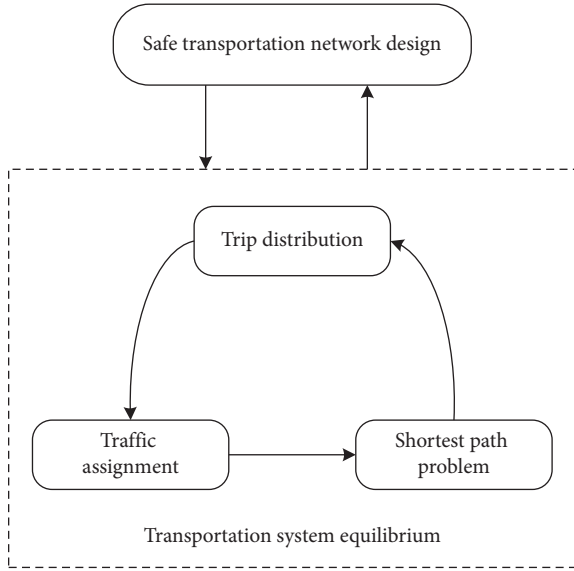 Safe transportation network design
Trip distribution
Traffic
assignment
Shortest path
problem
Transportation system equilibrium